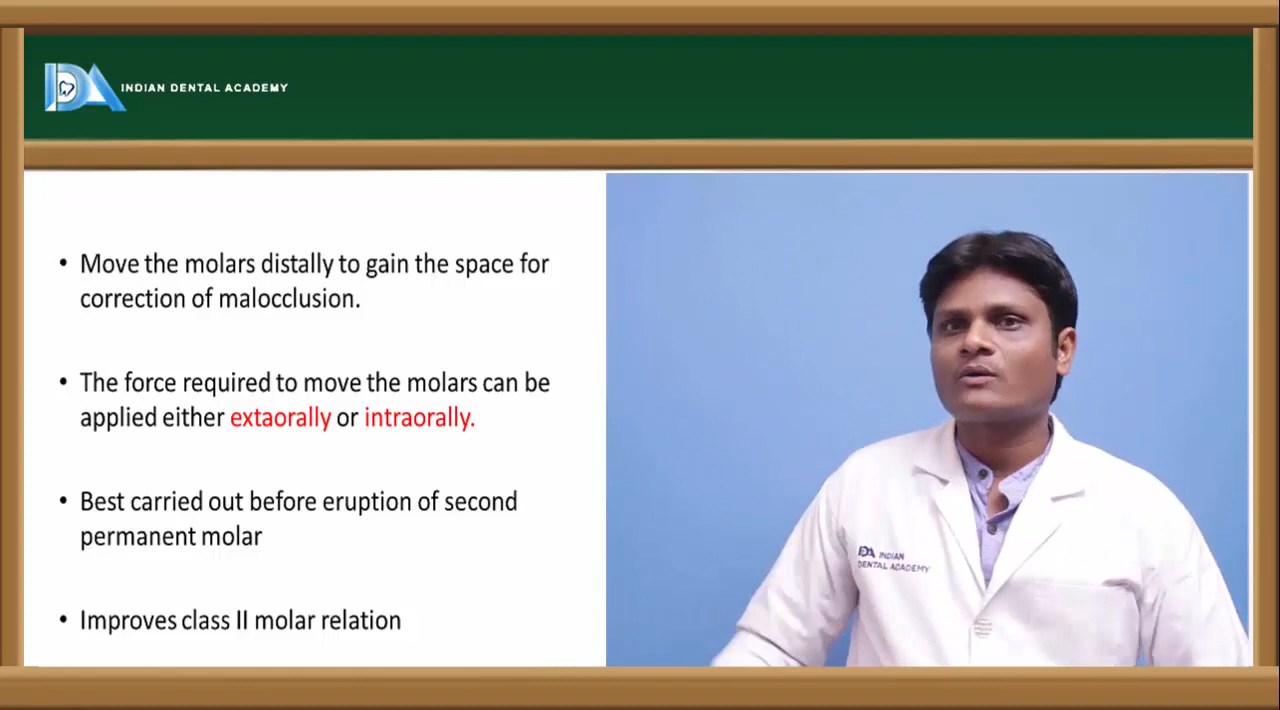 IDA INDIAN DENTAL ACADEMY
• Move the molars distally to gain the space for
correction of malocclusion.
• The force required to move the molars can be
applied either extaorally or intraorally.
• Best carried out before eruption of second
permanent molar
• Improves class II molar relation
IDA INDIAN
DENTAL ACADEMY